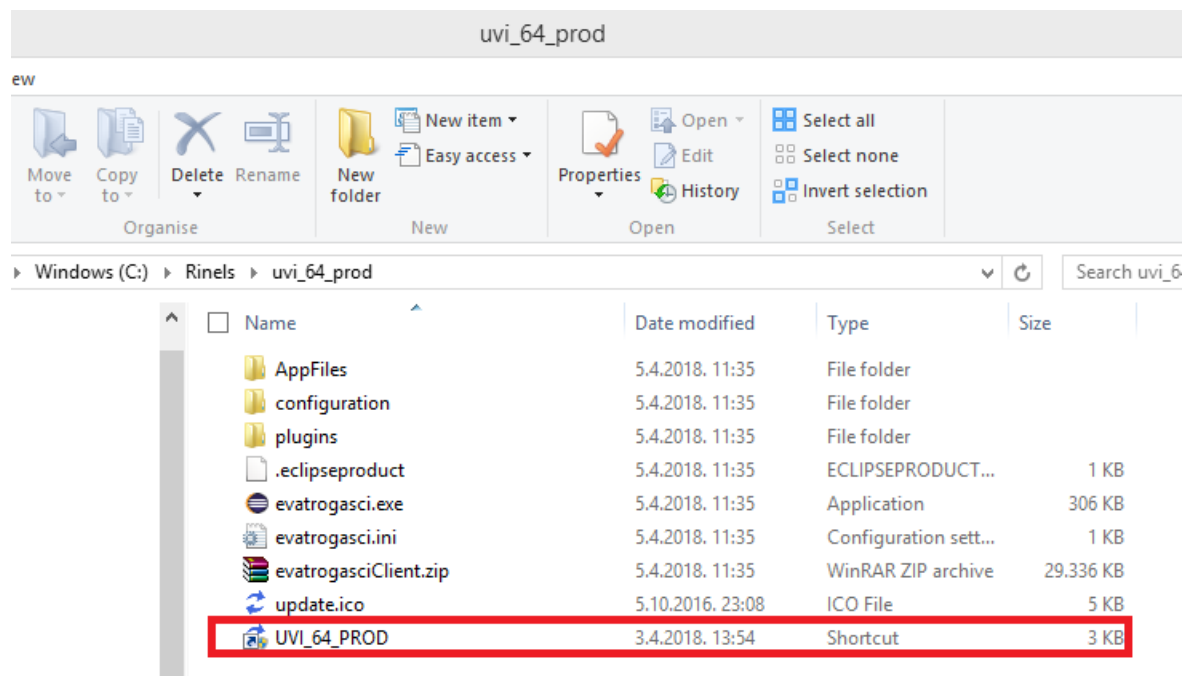 uvi_64_prod
ew
Move to
Copy to
Delete
Rename
New folder
New item
Easy access
Properties
Open
Edit
History
Select all
Select none
Invert selection
Organise
New
Open
Select
Windows (C:) Rinels uvi_64_prod
Search uvi_6
Name Date modified Type Size
AppFiles 5.4.2018. 11:35 File folder
configuration 5.4.2018. 11:35 File folder
plugins 5.4.2018. 11:35 File folder
.eclipseproduct 5.4.2018. 11:35 ECLIPSEPRODUCT... 1 KB
evatrogasci.exe 5.4.2018. 11:35 Application 306 KB
evatrogasci.ini 5.4.2018. 11:35 Configuration sett... 1 KB
evatrogasciClient.zip 5.4.2018. 11:35 WinRAR ZIP archive 29.336 KB
update.ico 5.10.2016. 23:08 ICO File 5 KB
UVI_64_PROD 3.4.2018. 13:54 Shortcut 3 KB